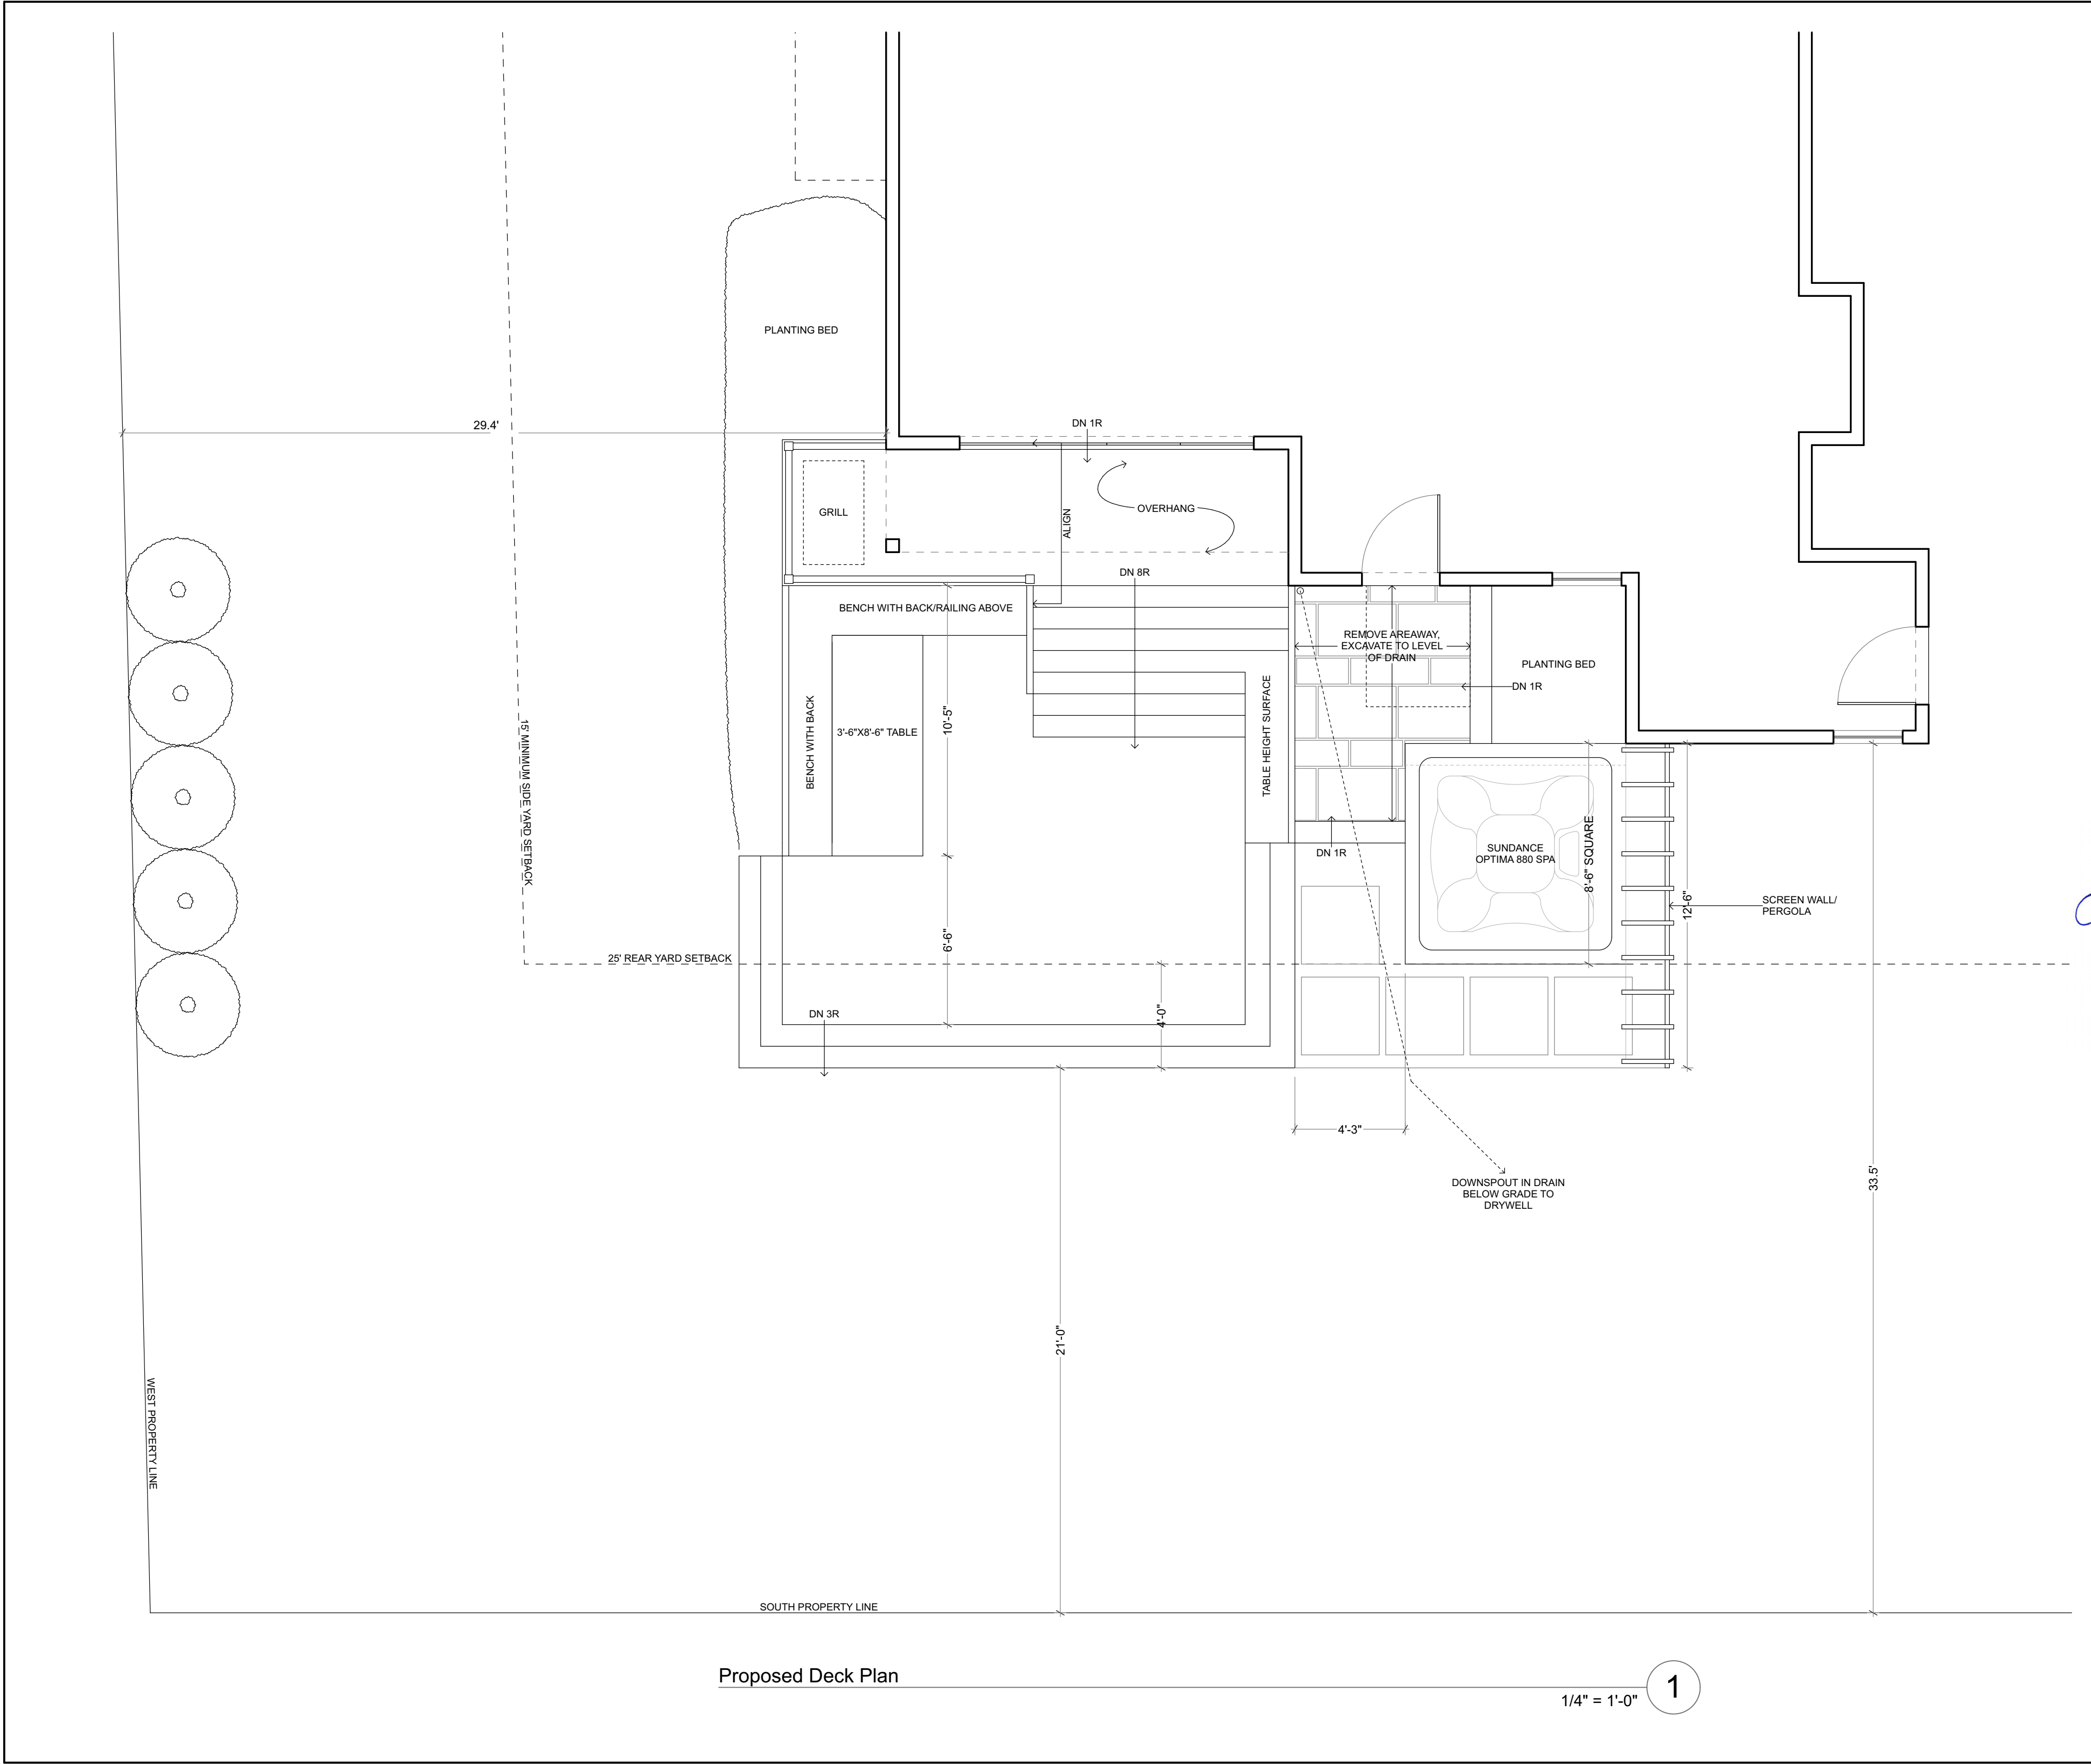 PLANTING BED
29.4'
DN 1R
GRILL
OVERHANG
ALIGN
DN 8R
BENCH WITH BACK/RAILING ABOVE
REMOVE AREAWAY,
EXCAVATE TO LEVEL
OF DRAIN
PLANTING BED
DN 1R
BENCH WITH BACK
3'-6"X8'-6" TABLE
10'-5"
TABLE HEIGHT SURFACE
15' MINIMUM SIDE YARD SETBACK
DN 1R
SUNDANCE
OPTIMA 880 SPA
8'-6" SQUARE
12'-6"
SCREEN WALL/
PERGOLA
6'-6"
25' REAR YARD SETBACK
DN 3R
4'-0"
4'-3"
DOWNSPOUT IN DRAIN
BELOW GRADE TO
DRYWELL
33.5'
21'-0"
WEST PROPERTY LINE
SOUTH PROPERTY LINE
Proposed Deck Plan
1
1/4" = 1'-0"